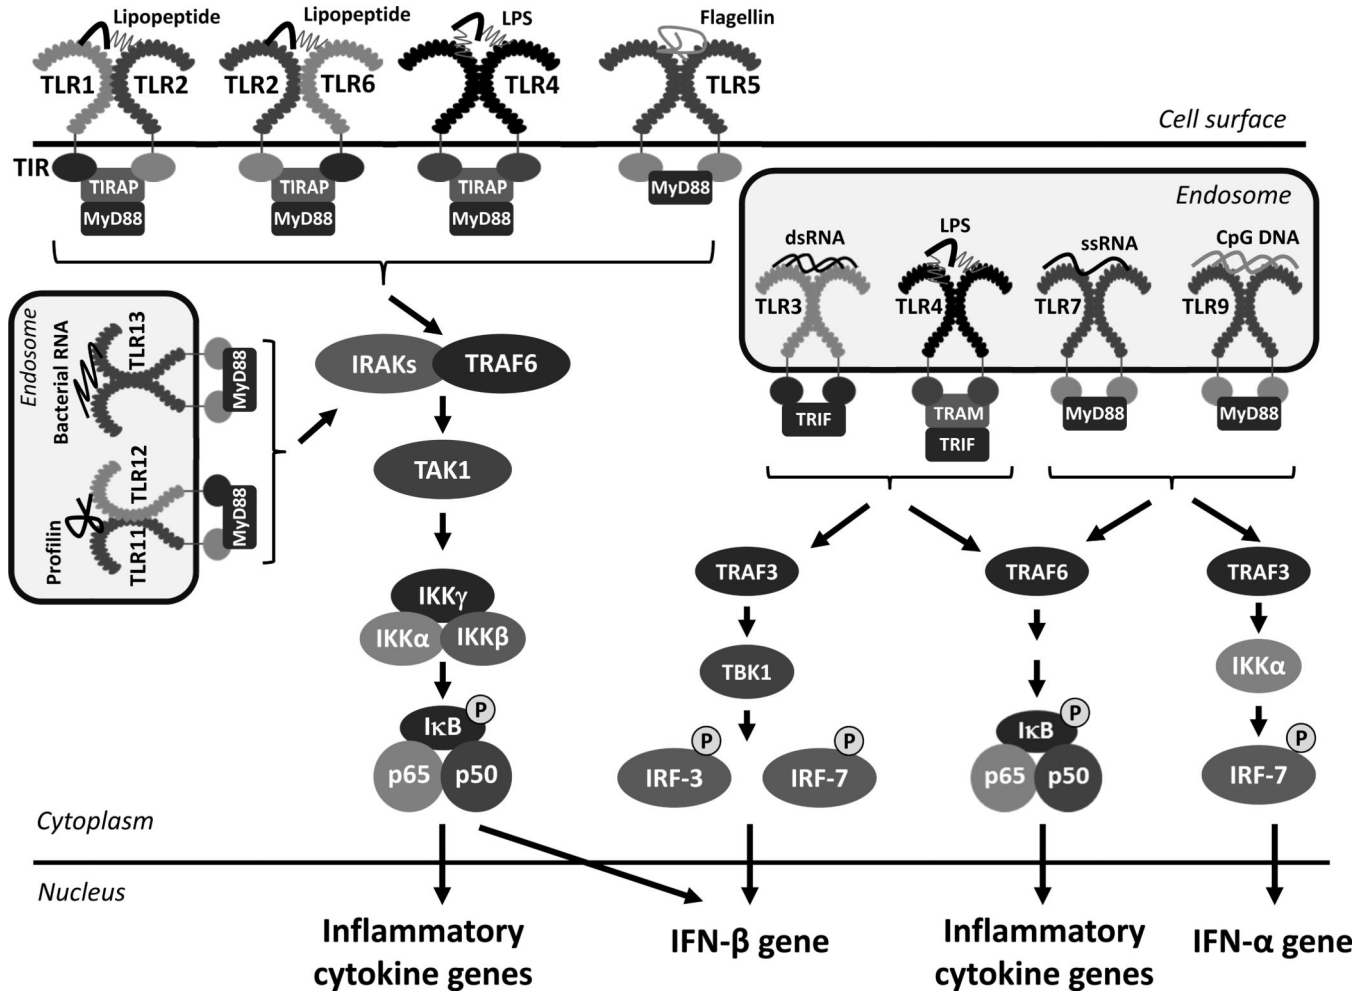 Lipopeptide
Lipopeptide
LPS
Flagellin
TLR1
TLR2
TLR2
TLR6
TLR4
TLR5
Cell surface
TIR
TIRAP
MyD88
TIRAP
MyD88
TIRAP
MyD88
MyD88
Endosome
dsRNA
LPS
ssRNA
CpG DNA
TLR3
TLR4
TLR7
TLR9
TRIF
TRAM
TRIF
MyD88
MyD88
Endosome
Bacterial RNA
TLR13
MyD88
Profilin
TLR12
TLR11
MyD88
IRAKs
TRAF6
TAK1
IKKγ
IKKα
IKKβ
IκB
P
p65
p50
TRAF3
TBK1
IRF-3
P
IRF-7
P
TRAF6
IκB
P
p65
p50
TRAF3
IKKα
IRF-7
P
Cytoplasm
Nucleus
Inflammatory
cytokine genes
IFN-β gene
Inflammatory
cytokine genes
IFN-α gene